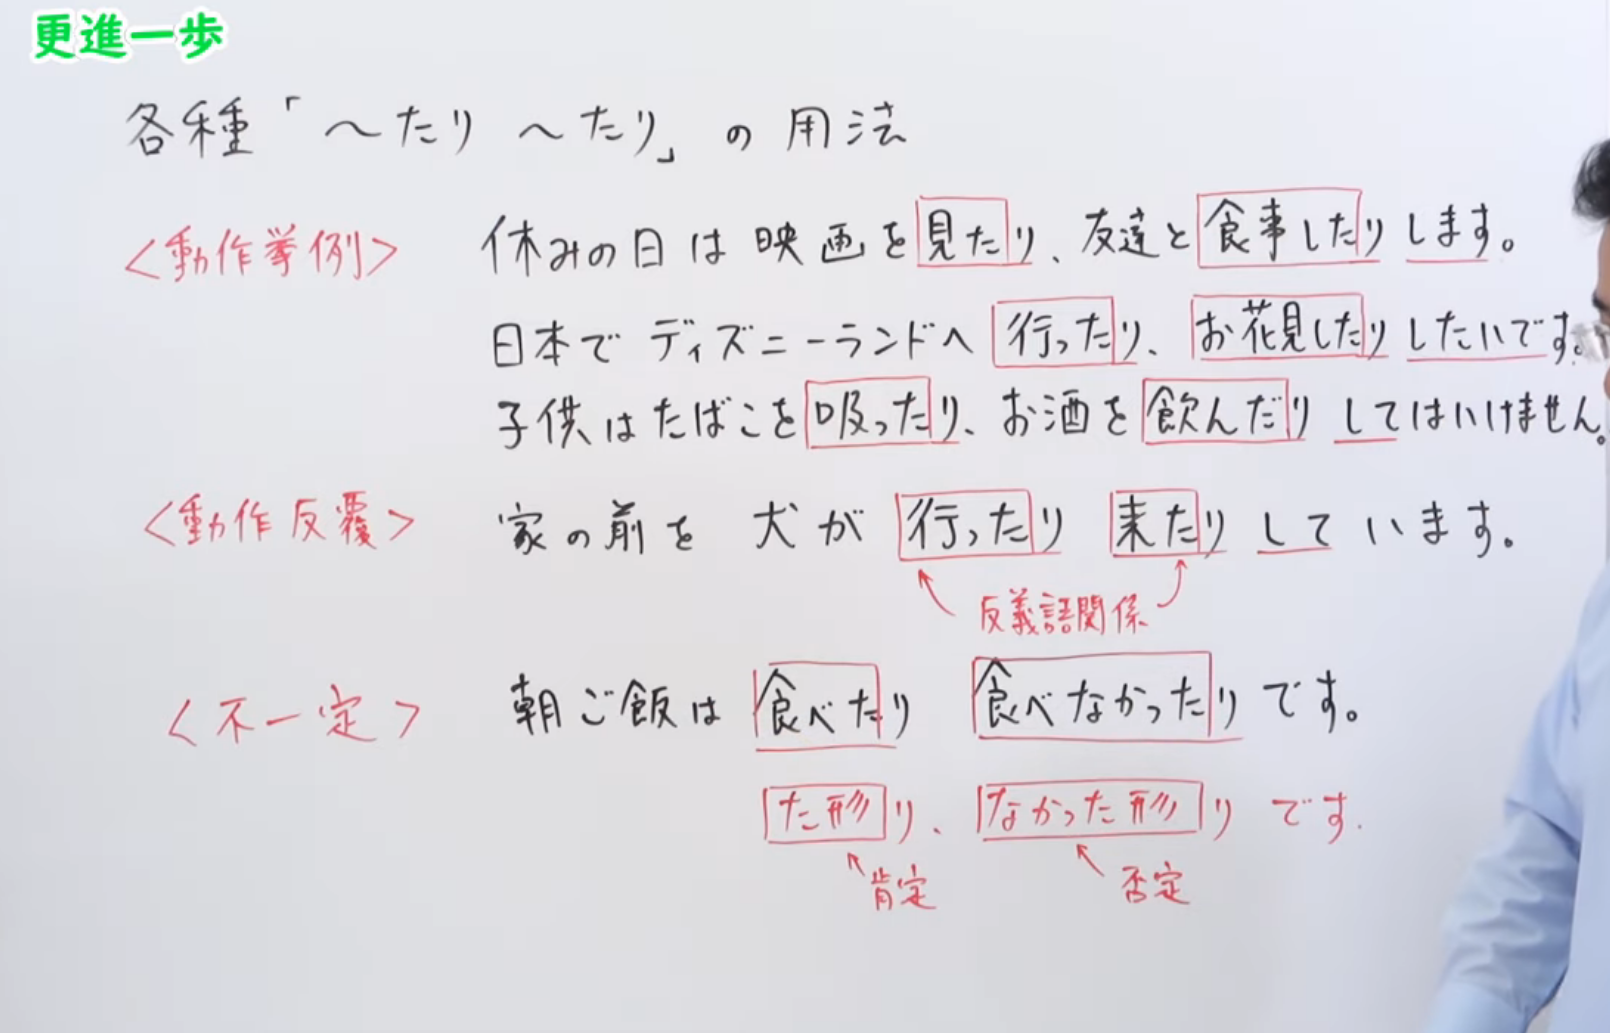 更進一歩
各種「〜たり 〜たり」の用法
<動作挙例> 休みの日は映画を見たり、友達と食事したりします。
日本でディズニーランドへ行ったり、お花見したりしたいです。
子供はたばこを吸ったり、お酒を飲んだりしてはいけません。
<動作反覆> 家の前を犬が行ったり来たりしています。
反義語関係
<不一定> 朝ご飯は食べたり食べなかったりです。
た形り、なかった形りです.
肯定 否定